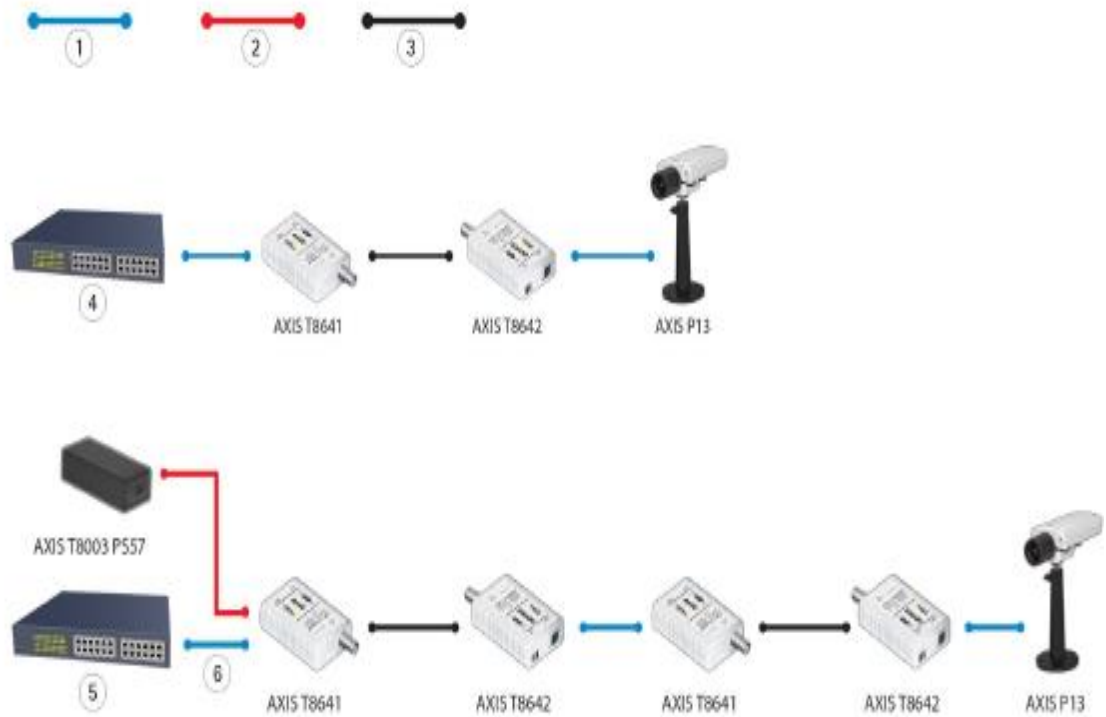 1 2 3
4
AXIS T8641 AXIS T8642 AXIS P13
AXIS T8003 PS57
6
5
AXIS T8641 AXIS T8642 AXIS T8641 AXIS T8642 AXIS P13